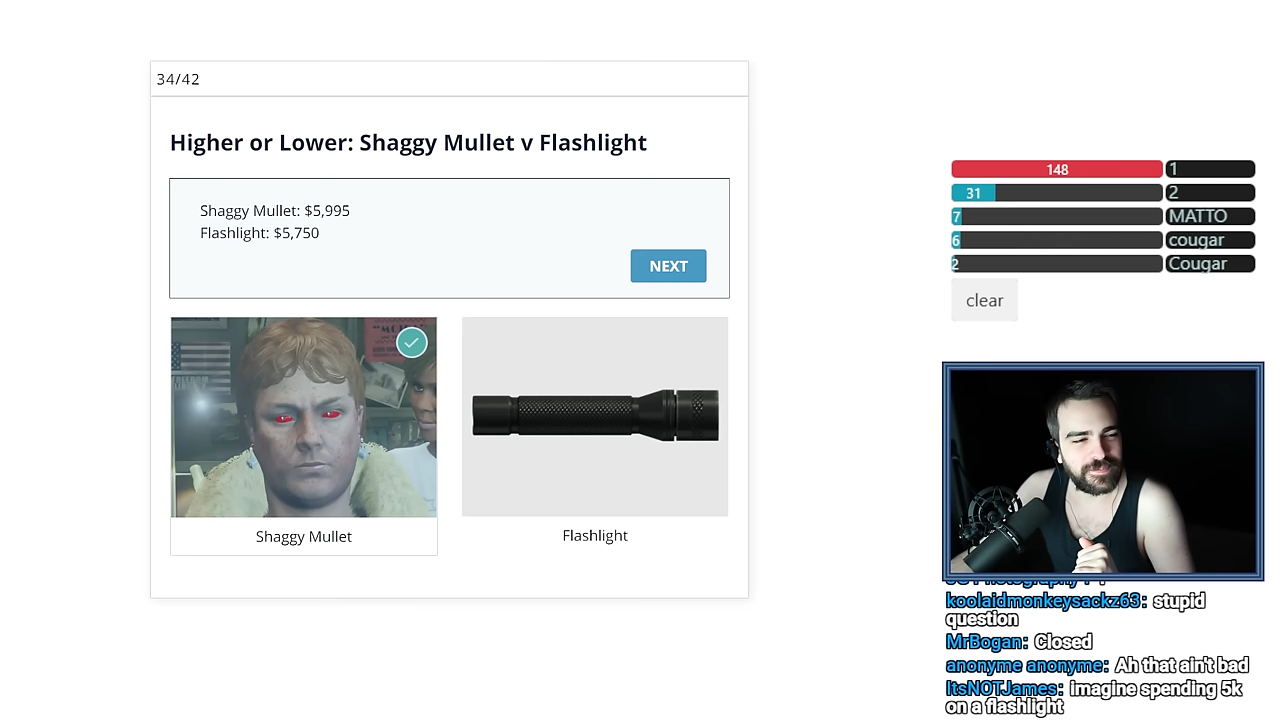 34/42
Higher or Lower: Shaggy Mullet v Flashlight
Shaggy Mullet: $5,995
Flashlight: $5,750
NEXT
Shaggy Mullet
Flashlight
148 1
31 2
7 MATTO
6 cougar
2 Cougar
clear
koolaidmonkeysackz63: stupid
question
MrBogan: Closed
anonyme anonyme: Ah that ain't bad
ItsNOTJames: imagine spending 5k
on a flashlight